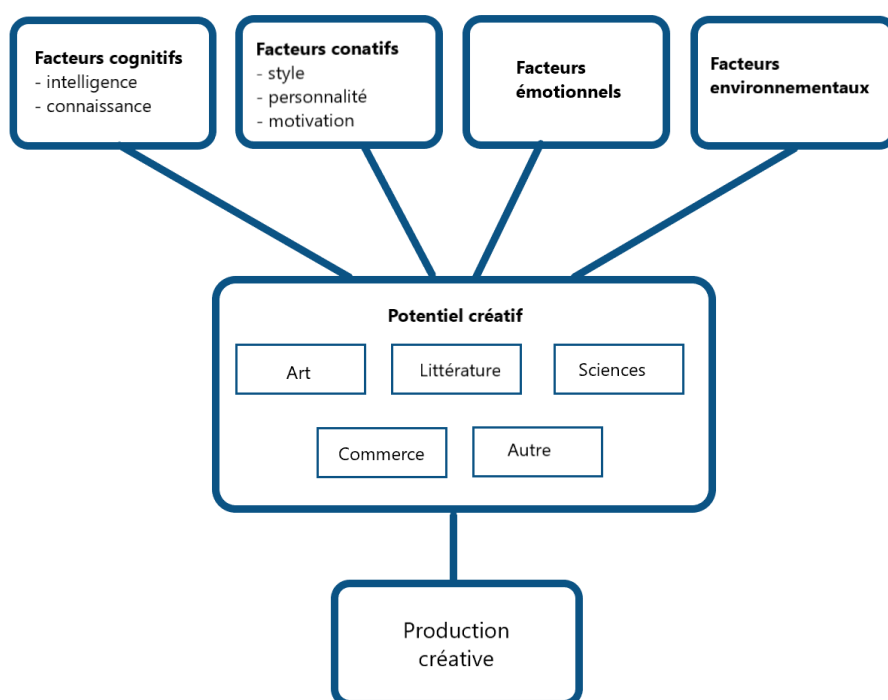 Facteurs cognitifs
- intelligence
- connaissance
Facteurs conatifs
- style
- personnalité
- motivation
Facteurs
émotionnels
Facteurs
environnementaux
Potentiel créatif
Art
Littérature
Sciences
Commerce
Autre
Production
créative